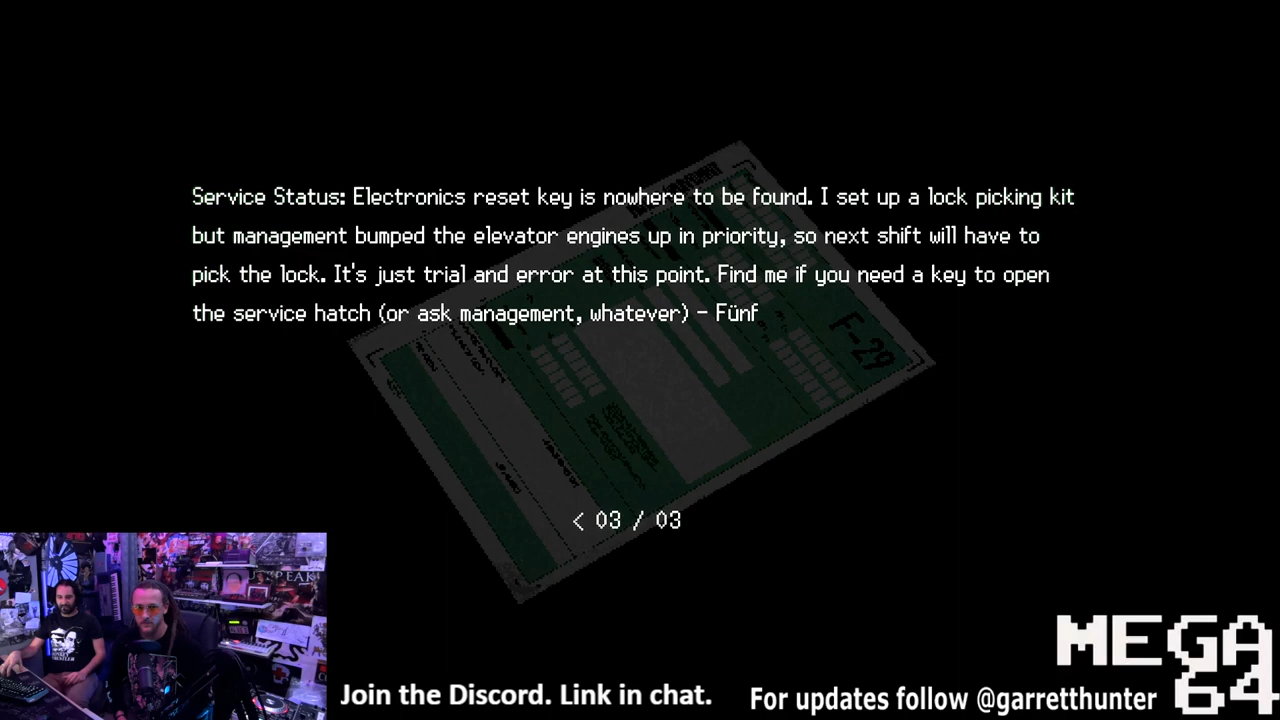 Service Status: Electronics reset key is nowhere to be found. I set up a lock picking kit
but management bumped the elevator engines up in priority, so next shift will have to
pick the lock. It's just trial and error at this point. Find me if you need a key to open
the service hatch (or ask management, whatever) - Fünf
F-29
< 03 / 03
Join the Discord. Link in chat.
For updates follow @garretthunter
MEGA
64